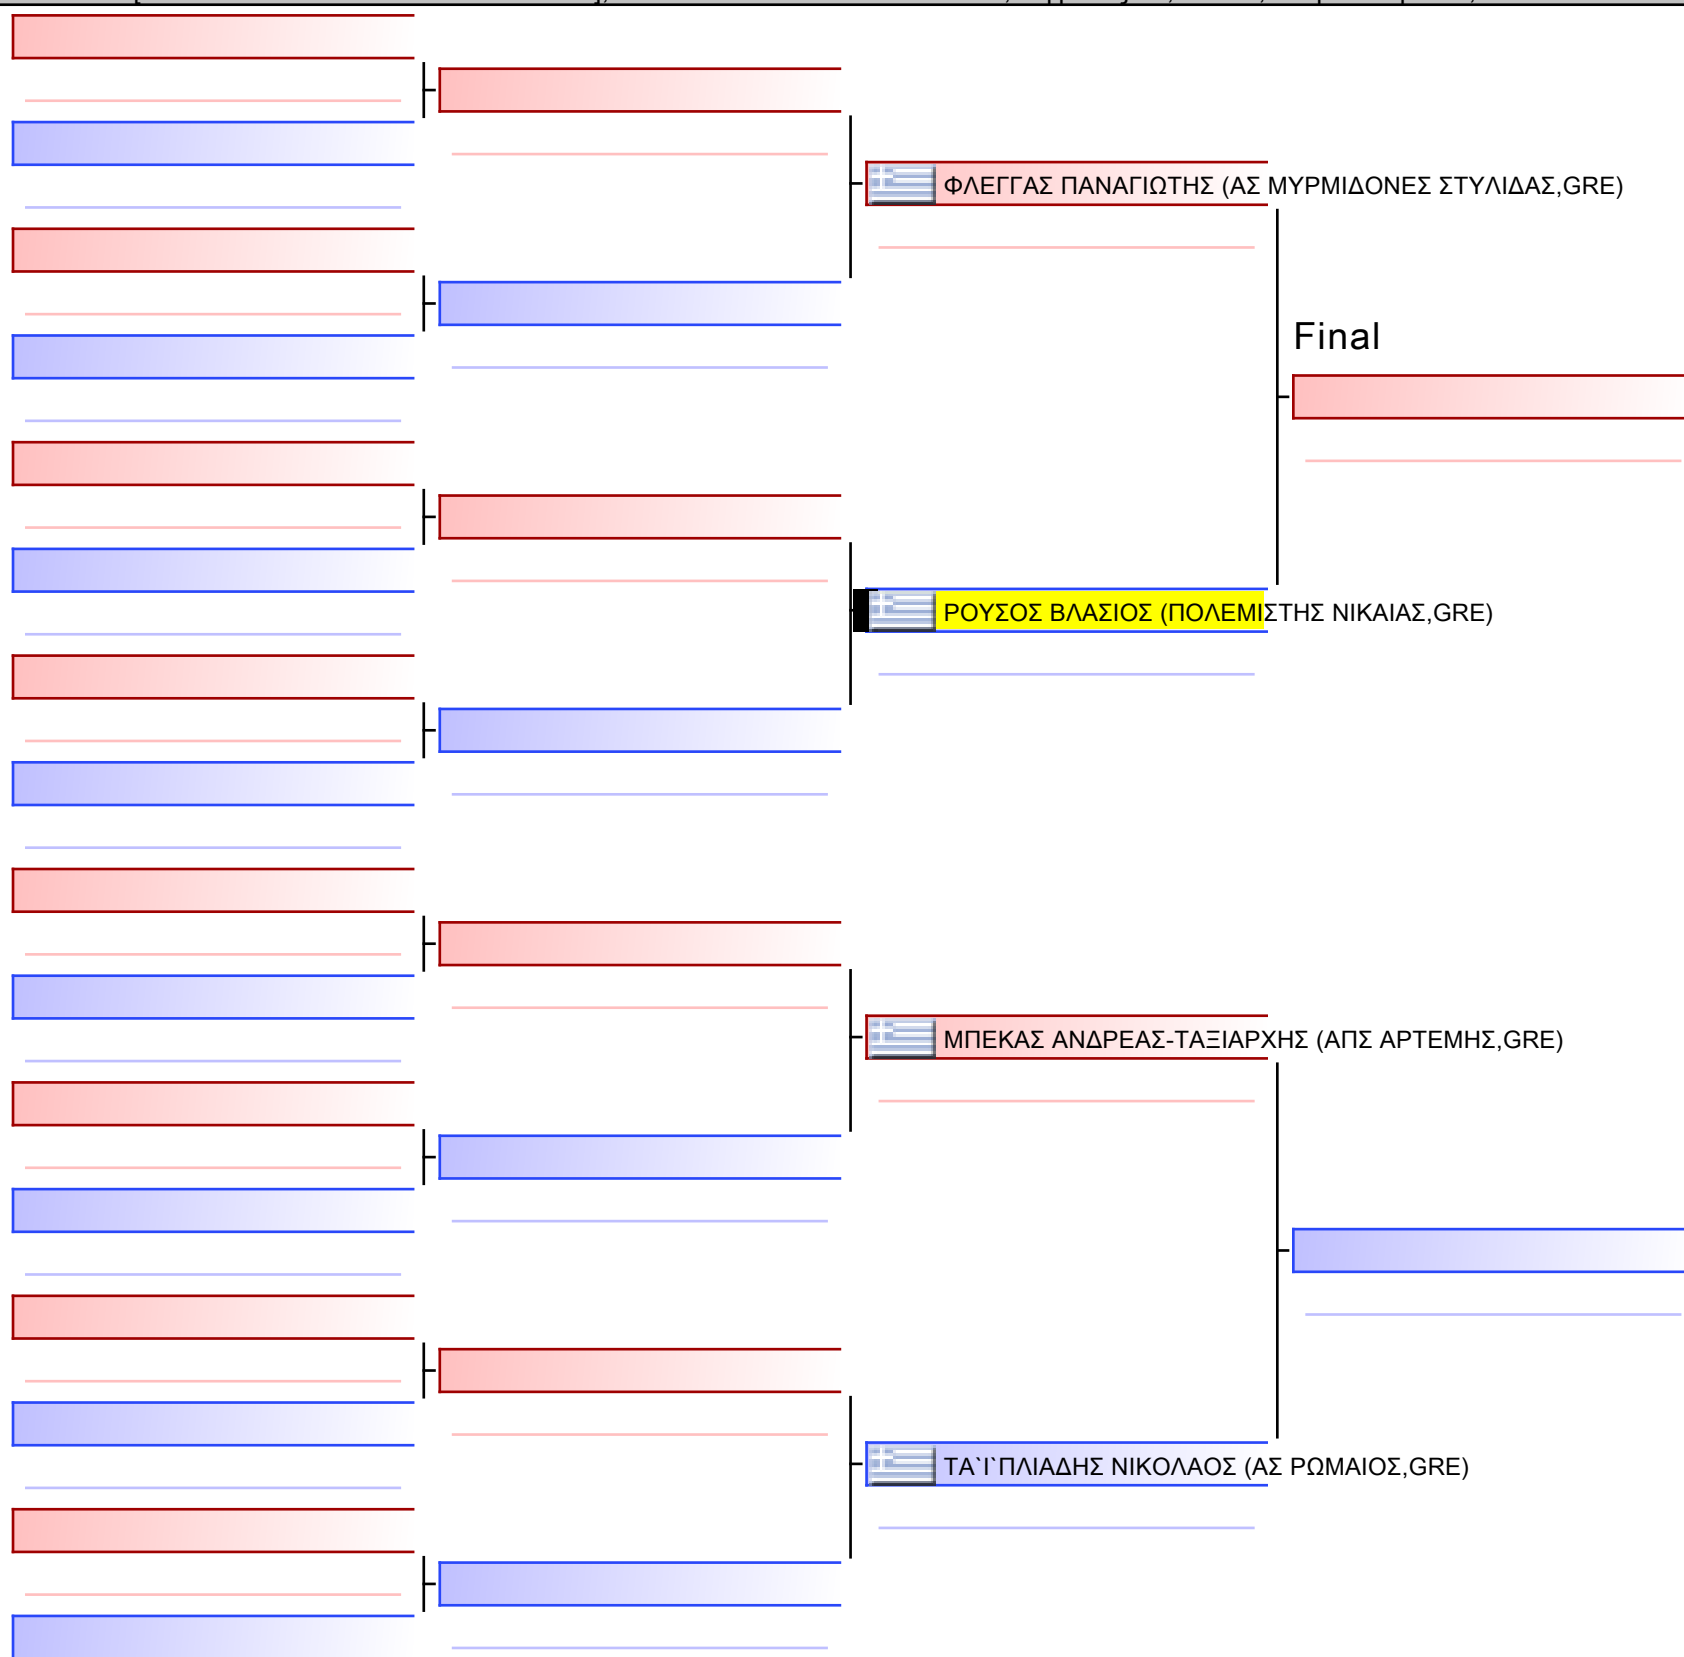 ΦΛΕΓΓΑΣ ΠΑΝΑΓΙΩΤΗΣ (ΑΣ ΜΥΡΜΙΔΟΝΕΣ ΣΤΥΛΙΔΑΣ,GRE)
Final
ΡΟΥΣΟΣ ΒΛΑΣΙΟΣ (ΠΟΛΕΜΙΣΤΗΣ ΝΙΚΑΙΑΣ,GRE)
ΜΠΕΚΑΣ ΑΝΔΡΕΑΣ-ΤΑΞΙΑΡΧΗΣ (ΑΠΣ ΑΡΤΕΜΗΣ,GRE)
ΤΑ`Ι`ΠΛΙΑΔΗΣ ΝΙΚΟΛΑΟΣ (ΑΣ ΡΩΜΑΙΟΣ,GRE)